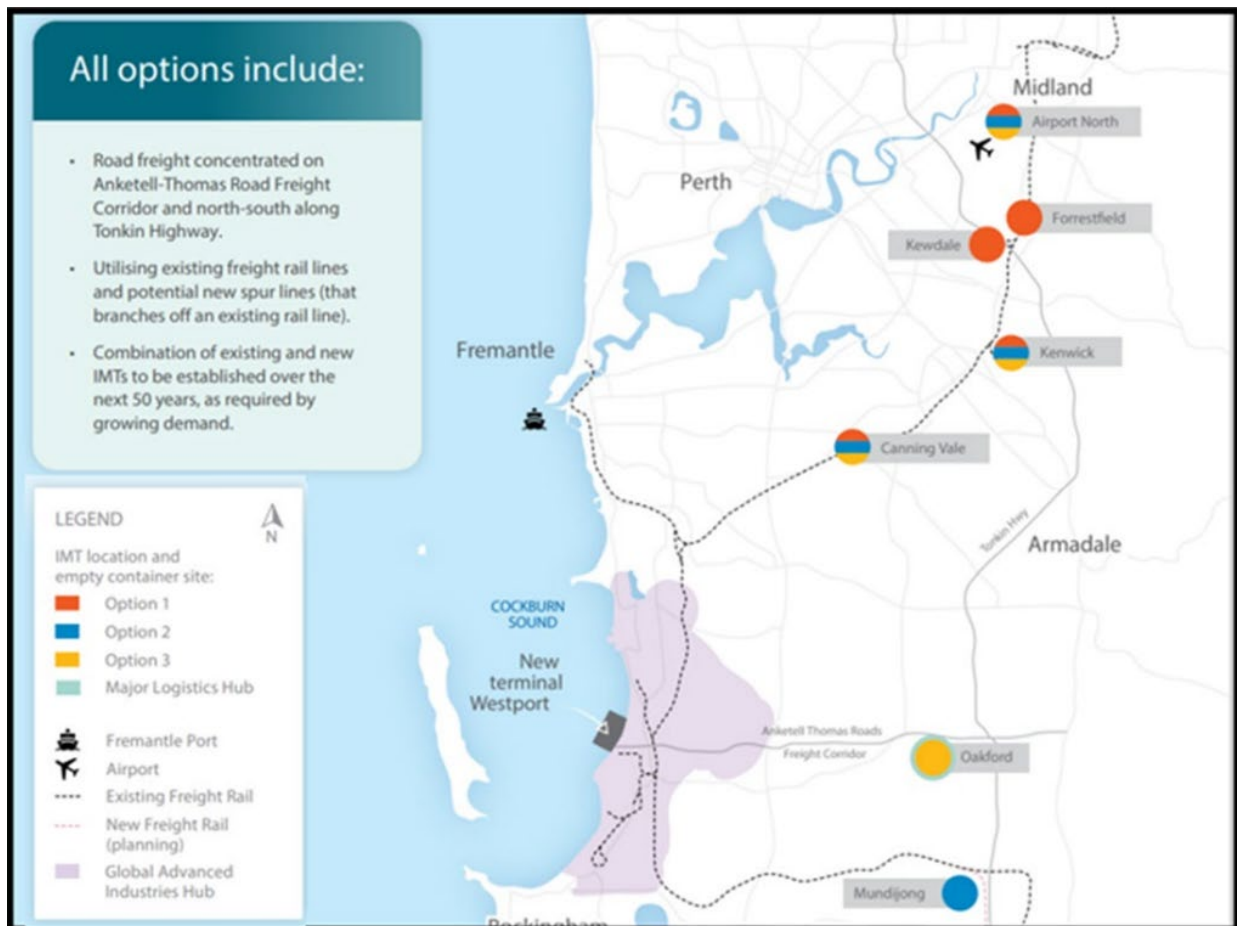 All options include:
• Road freight concentrated on
Anketell-Thomas Road Freight
Corridor and north-south along
Tonkin Highway.
• Utilising existing freight rail lines
and potential new spur lines (that
branches off an existing rail line).
• Combination of existing and new
IMTs to be established over the
next 50 years, as required by
growing demand.
LEGEND
N
IMT location and
empty container site:
Option 1
Option 2
Option 3
Major Logistics Hub
Fremantle Port
Airport
Existing Freight Rail
New Freight Rail
(planning)
Global Advanced
Industries Hub
Midland
Airport North
Perth
Forrestfield
Kewdale
Fremantle
Kenwick
Canning Vale
Tonkin Hwy
Armadale
COCKBURN
SOUND
New
terminal
Westport
Anketell Thomas Roads
Freight Corridor
Oakford
Mundijong
Rockingham